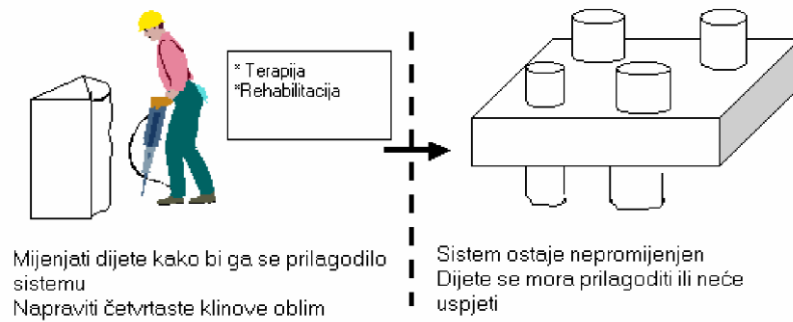 * Terapija
*Rehabilitacija
Mijenjati dijete kako bi ga se prilagodilo
sistemu
Napraviti četvrtaste klinove oblim
Sistem ostaje nepromijenjen
Dijete se mora prilagoditi ili neće
uspjeti